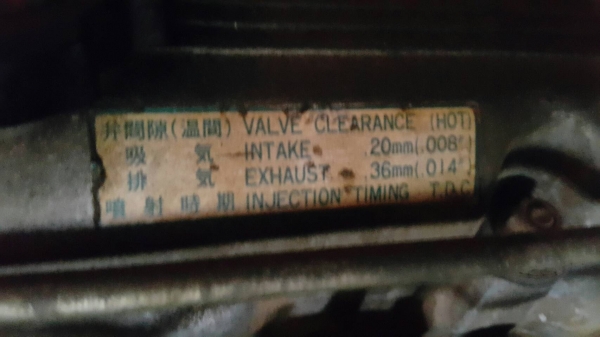 弁間隙(温間) VALVE CLEARANCE (HOT)
吸 気 INTAKE .20mm(.008")
排 気 EXHAUST .36mm(.014")
噴射時期 INJECTION TIMING T.D.C